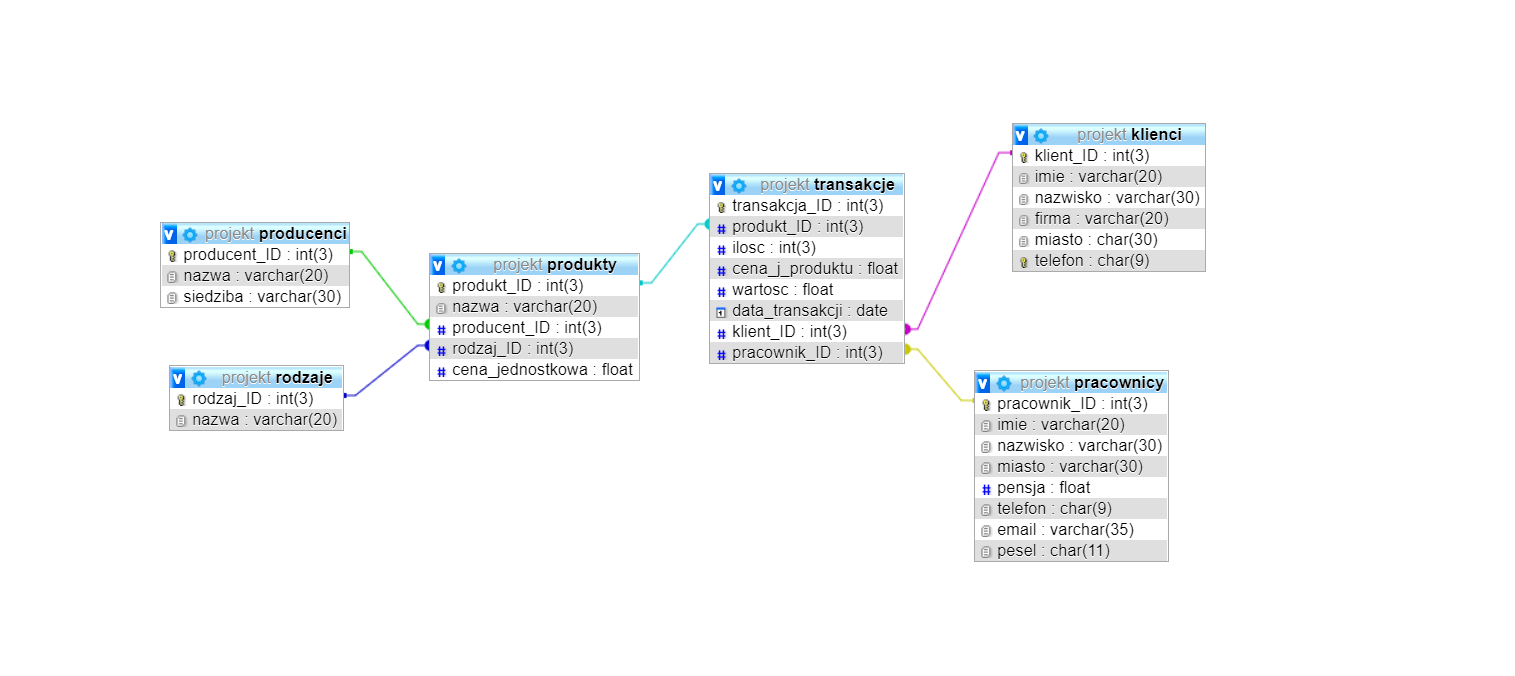 projekt producenci
producent_ID : int(3)
nazwa : varchar(20)
siedziba : varchar(30)
projekt rodzaje
rodzaj_ID : int(3)
nazwa : varchar(20)
projekt produkty
produkt_ID : int(3)
nazwa : varchar(20)
producent_ID : int(3)
rodzaj_ID : int(3)
cena_jednostkowa : float
projekt transakcje
transakcja_ID : int(3)
produkt_ID : int(3)
ilosc : int(3)
cena_j_produktu : float
wartosc : float
data_transakcji : date
klient_ID : int(3)
pracownik_ID : int(3)
projekt klienci
klient_ID : int(3)
imie : varchar(20)
nazwisko : varchar(30)
firma : varchar(20)
miasto : char(30)
telefon : char(9)
projekt pracownicy
pracownik_ID : int(3)
imie : varchar(20)
nazwisko : varchar(30)
miasto : varchar(30)
pensja : float
telefon : char(9)
email : varchar(35)
pesel : char(11)